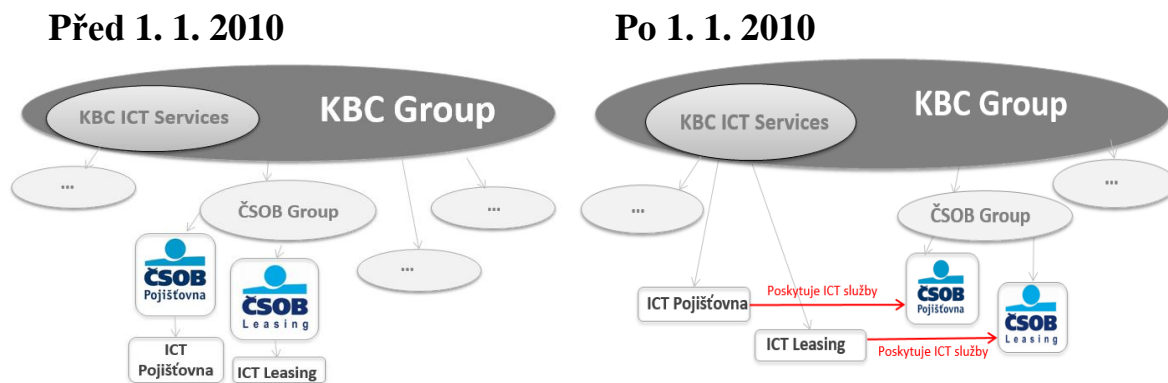 Před 1. 1. 2010
KBC ICT Services
KBC Group
...
ČSOB Group
...
...
ČSOB
Pojišťovna
ČSOB
Leasing
ICT
Pojišťovna
ICT Leasing
Po 1. 1. 2010
KBC ICT Services
KBC Group
...
...
ČSOB Group
ICT Pojišťovna
Poskytuje ICT služby
ČSOB
Pojišťovna
ICT Leasing
Poskytuje ICT služby
ČSOB
Leasing